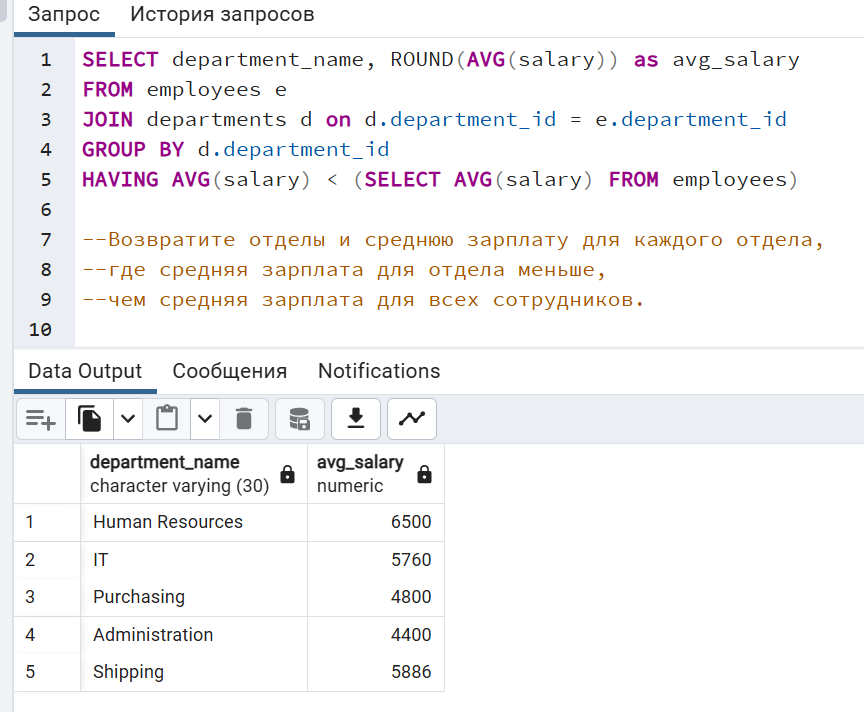 Запрос История запросов
1 SELECT department_name, ROUND(AVG(salary)) as avg_salary
2 FROM employees e
3 JOIN departments d on d.department_id = e.department_id
4 GROUP BY d.department_id
5 HAVING AVG(salary) < (SELECT AVG(salary) FROM employees)
6
7 --Возвратите отделы и среднюю зарплату для каждого отдела,
8 --где средняя зарплата для отдела меньше,
9 --чем средняя зарплата для всех сотрудников.
10
Data Output Сообщения Notifications
department_name avg_salary
character varying (30) numeric
1 Human Resources 6500
2 IT 5760
3 Purchasing 4800
4 Administration 4400
5 Shipping 5886